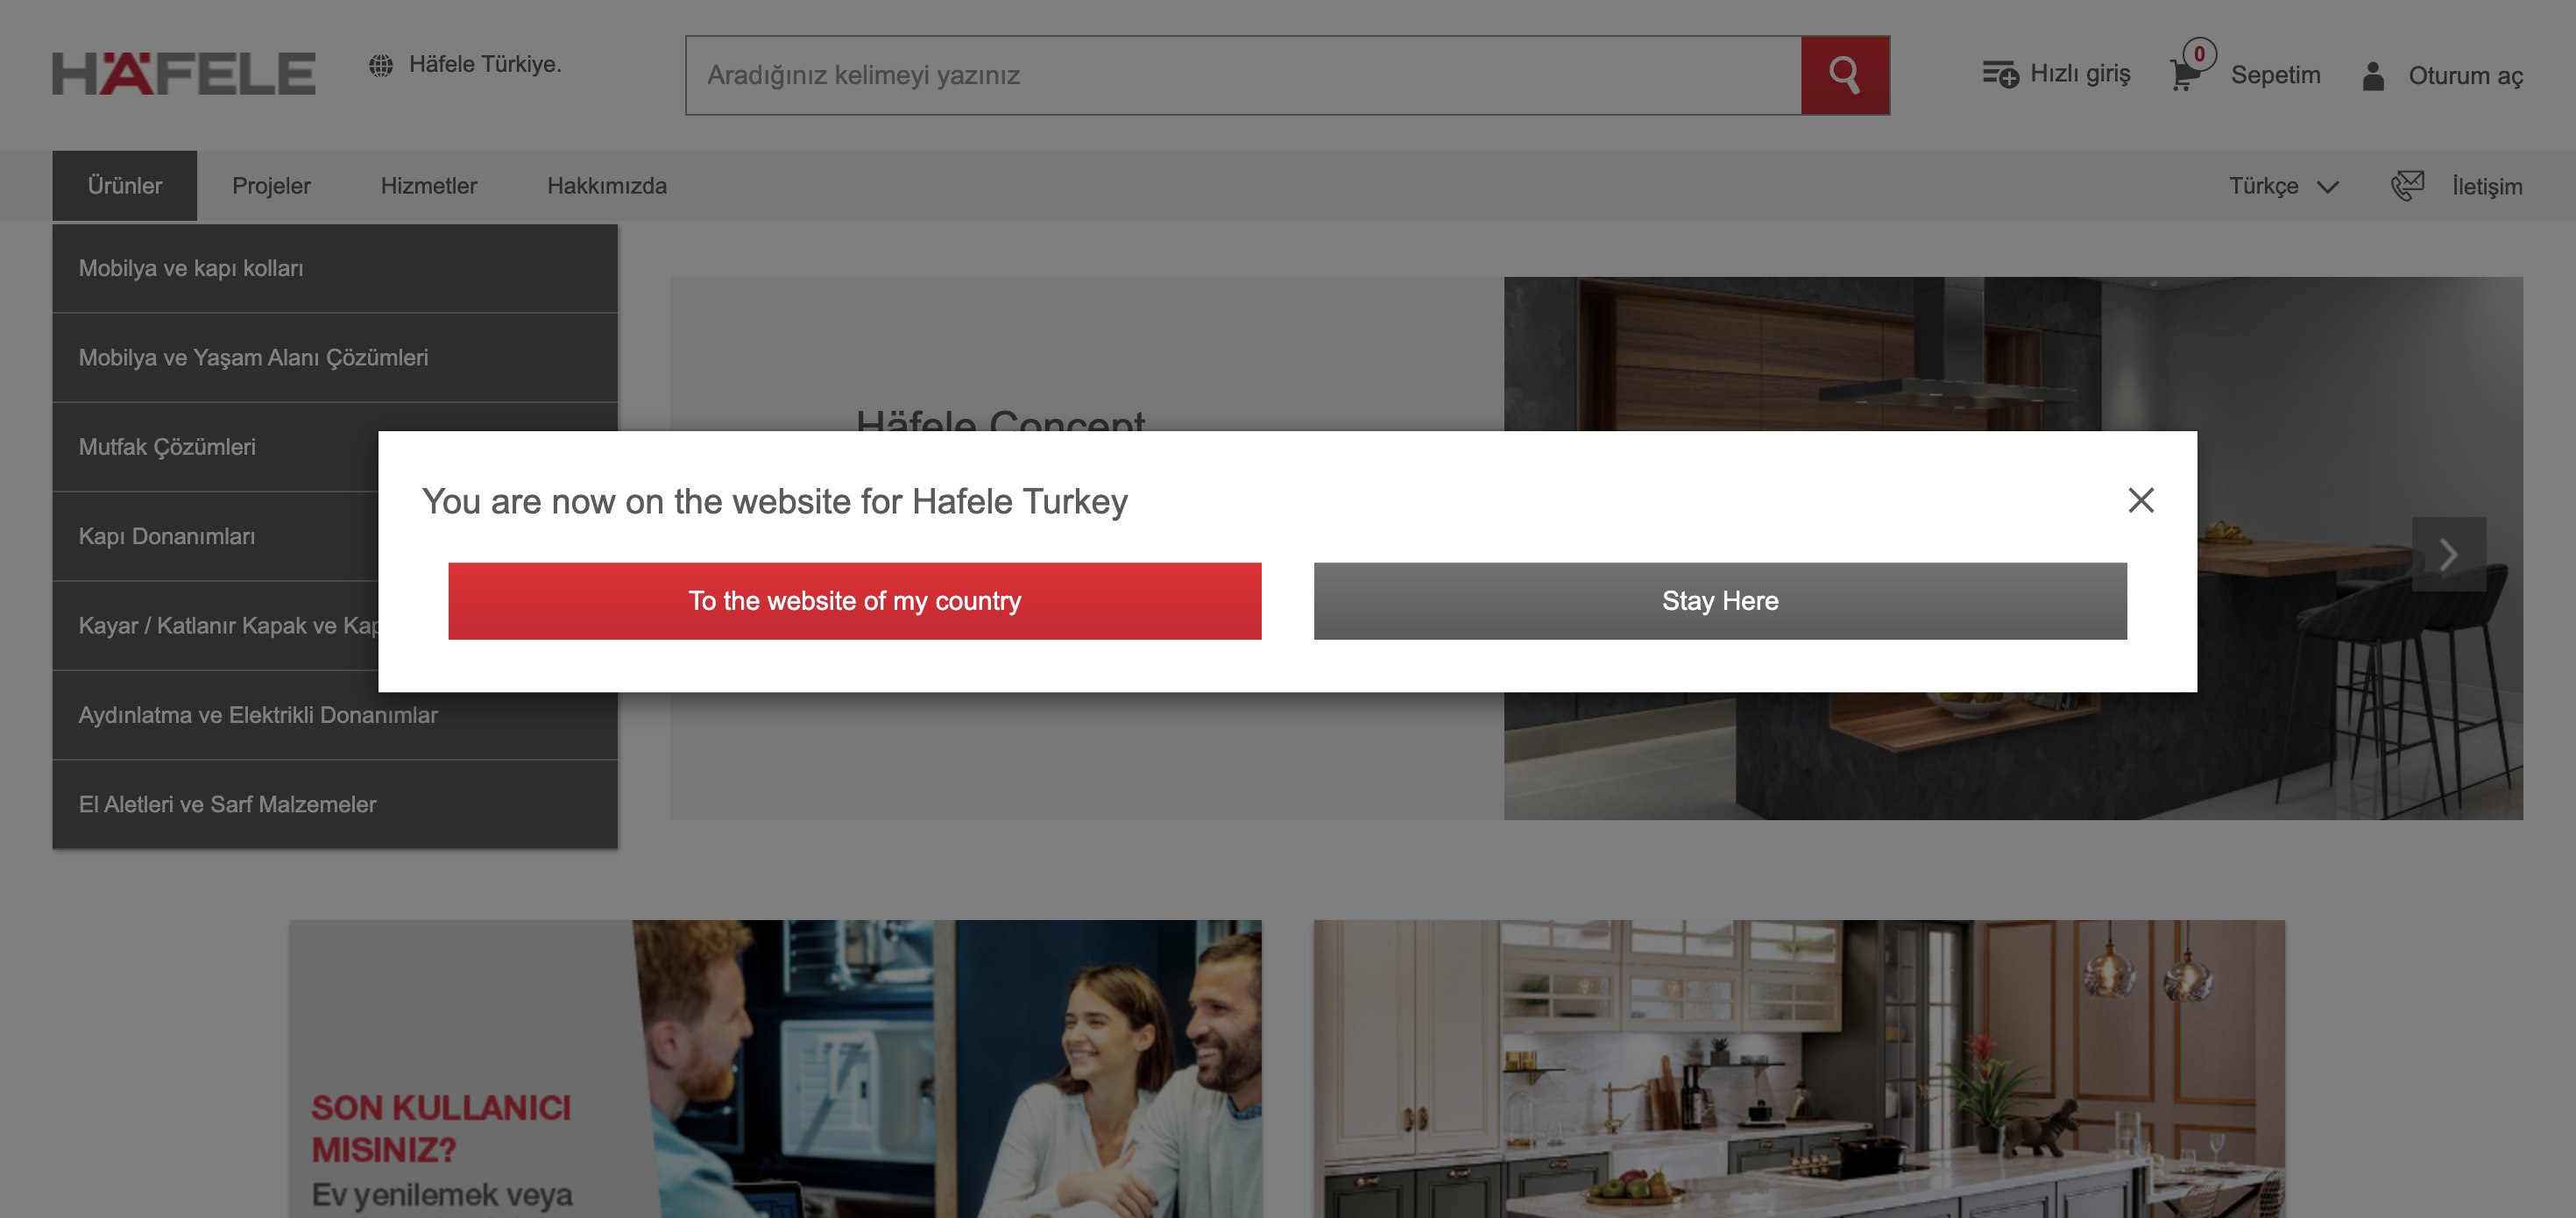 HÄFELE
Häfele Türkiye.
Aradığınız kelimeyi yazınız
Hızlı giriş
0
Sepetim
Oturum aç
Ürünler
Projeler
Hizmetler
Hakkımızda
Türkçe
İletişim
Mobilya ve kapı kolları
Mobilya ve Yaşam Alanı Çözümleri
Mutfak Çözümleri
Kapı Donanımları
Kayar / Katlanır Kapak ve
Aydınlatma ve Elektrikli Donanımlar
El Aletleri ve Sarf Malzemeler
Häfele Concept
You are now on the website for Hafele Turkey
To the website of my country
Stay Here
SON KULLANICI
MISINIZ?
Ev yenilemek veya